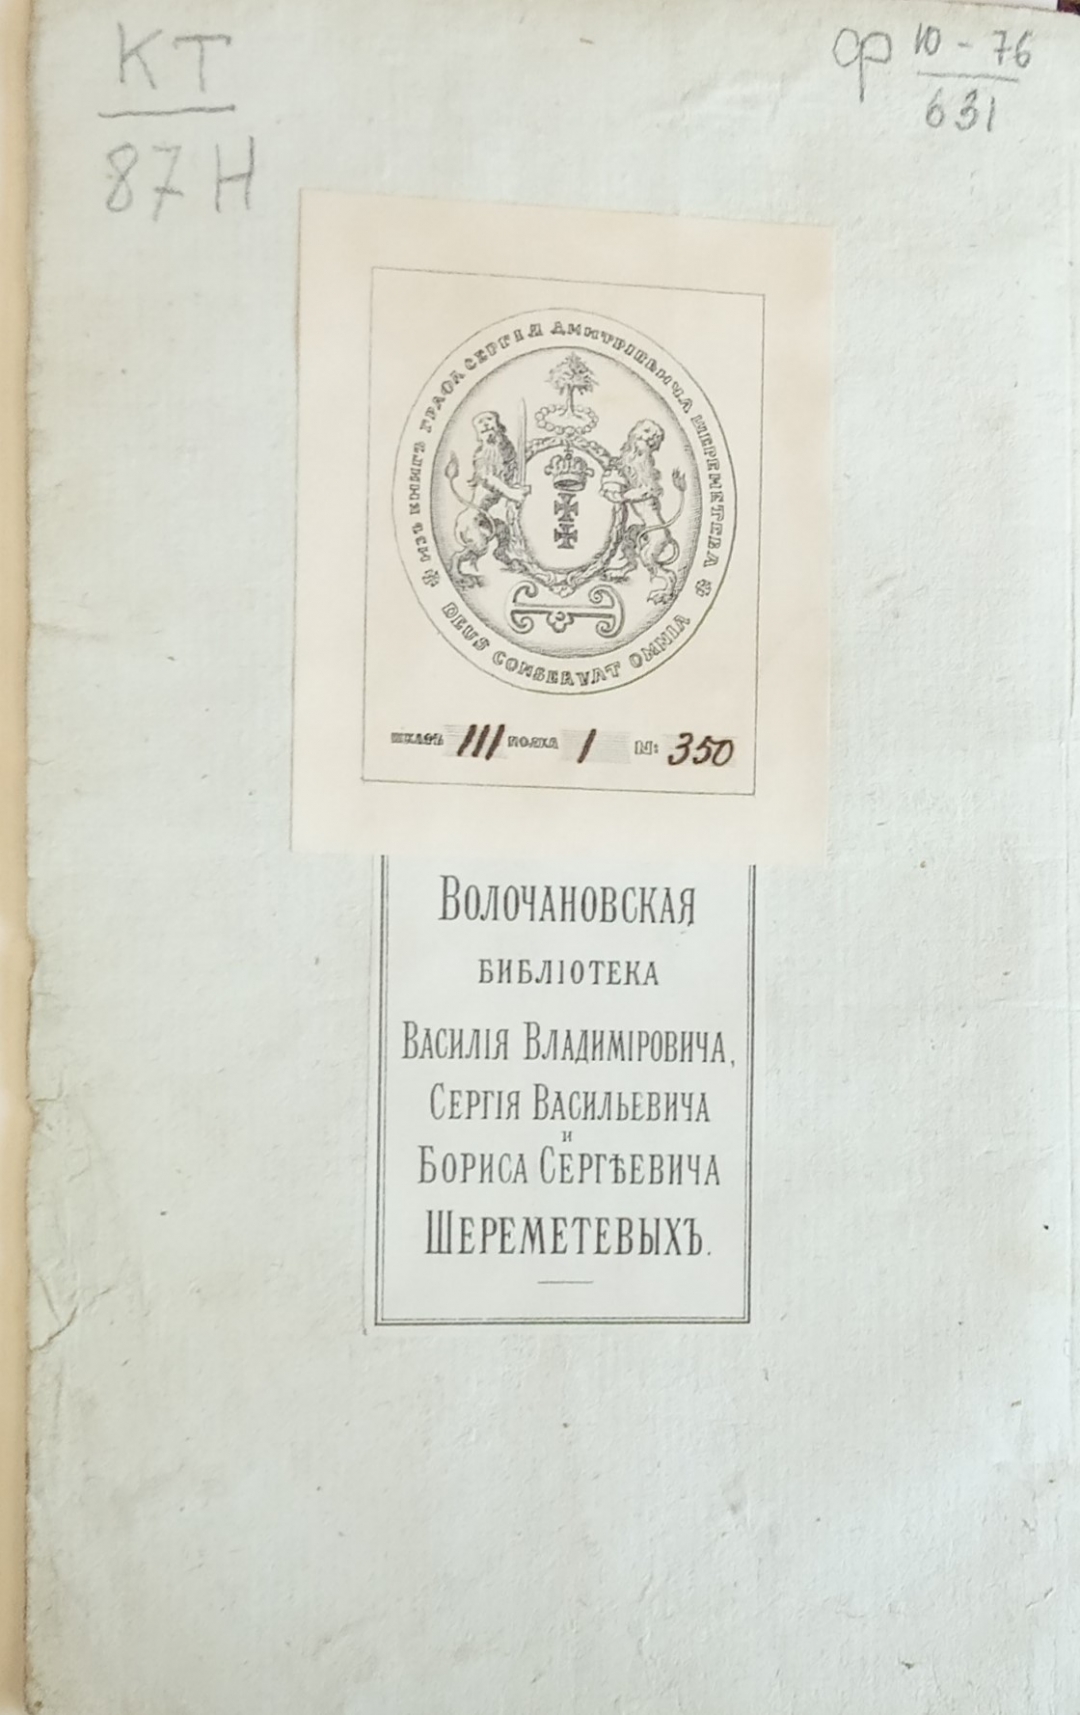 КТ
87Н
ф 10 - 76
631
* ИЗЪ КНИГЪ ГРАФА СЕРГІЯ ДМИТРІЕВИЧА ШЕРЕМЕТЕВА *
DEUS CONSERVAT OMNIA
ШКАФЪ III ПОЛКА 1 №: 350
ВОЛОЧАНОВСКАЯ
БИБЛІОТЕКА
ВАСИЛІЯ ВЛАДИМІРОВИЧА,
СЕРГІЯ ВАСИЛЬЕВИЧА
И
БОРИСА СЕРГѢЕВИЧА
ШЕРЕМЕТЕВЫХЪ.